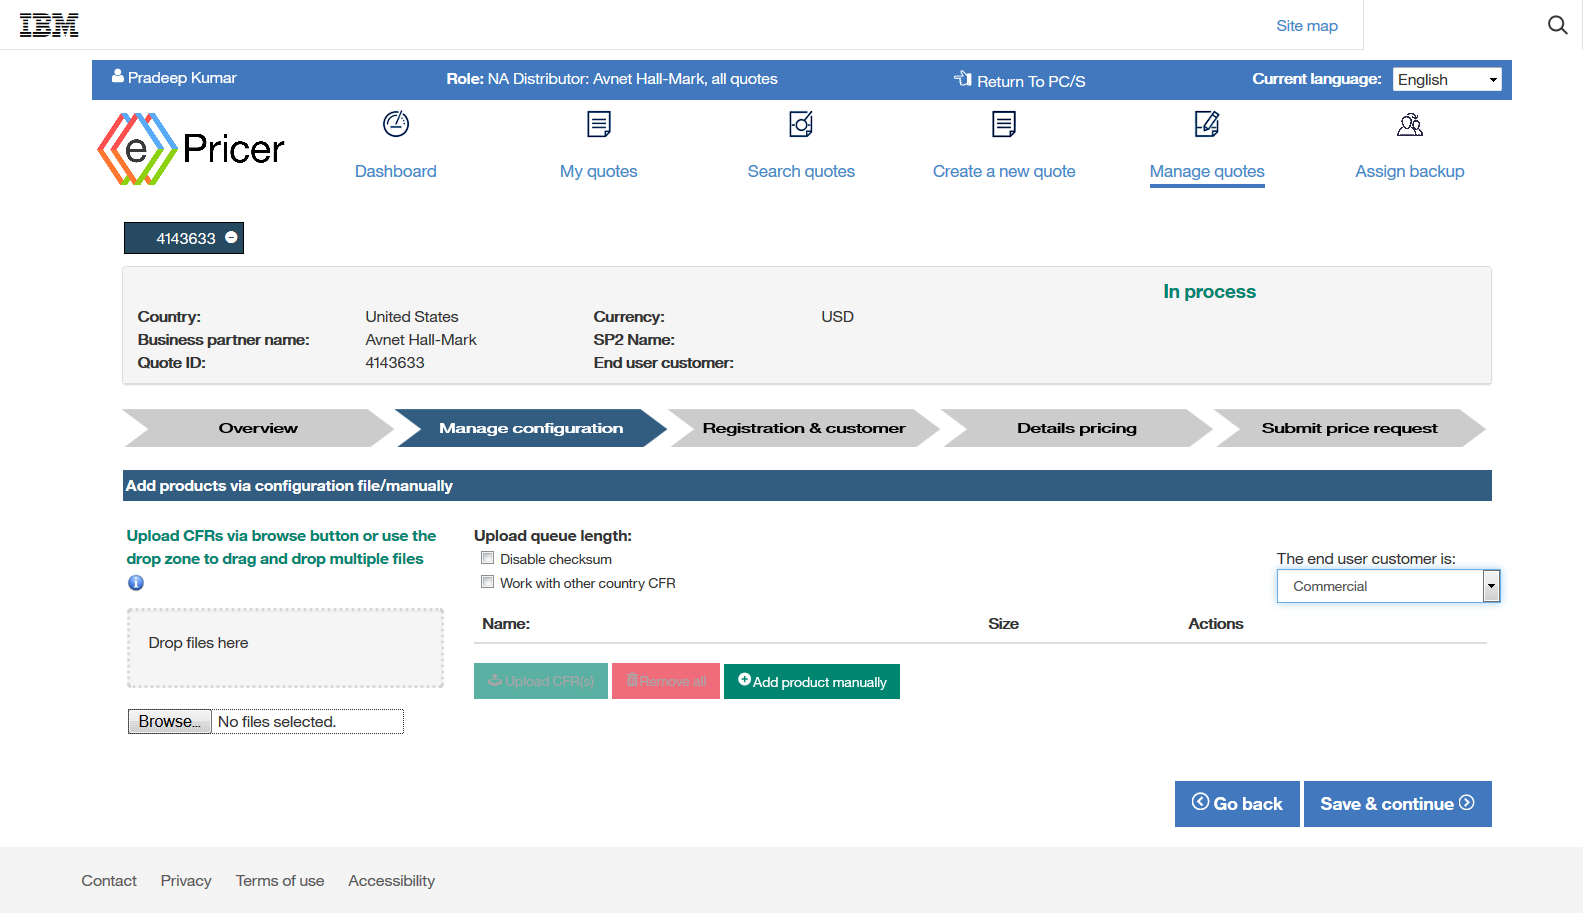 IBM
Site map
Pradeep Kumar
Role: NA Distributor: Avnet Hall-Mark, all quotes
Return To PC/S
Current language:
English
e Pricer
Dashboard
My quotes
Search quotes
Create a new quote
Manage quotes
Assign backup
4143633
In process
Country:
United States
Currency:
USD
Business partner name:
Avnet Hall-Mark
SP2 Name:
Quote ID:
4143633
End user customer:
Overview
Manage configuration
Registration & customer
Details pricing
Submit price request
Add products via configuration file/manually
Upload CFRs via browse button or use the
drop zone to drag and drop multiple files
Drop files here
Browse...
No files selected.
Upload queue length:
Disable checksum
Work with other country CFR
The end user customer is:
Commercial
Name:
Size
Actions
Upload CFR(s)
Remove all
Add product manually
Go back
Save & continue
Contact
Privacy
Terms of use
Accessibility